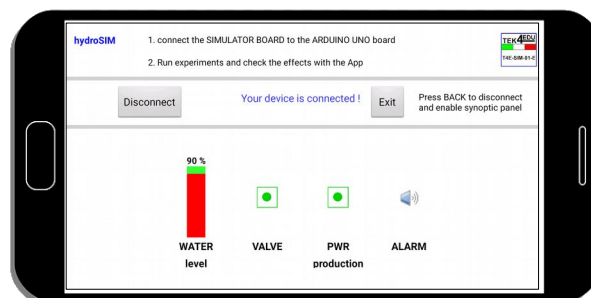 hydroSIM
1. connect the SIMULATOR BOARD to the ARDUINO UNO board
2. Run experiments and check the effects with the App
TEK4EDU
T4E-SIM-01-E
Disconnect
Your device is connected !
Exit
Press BACK to disconnect
and enable synoptic panel
90 %
WATER
level
VALVE
PWR
production
ALARM